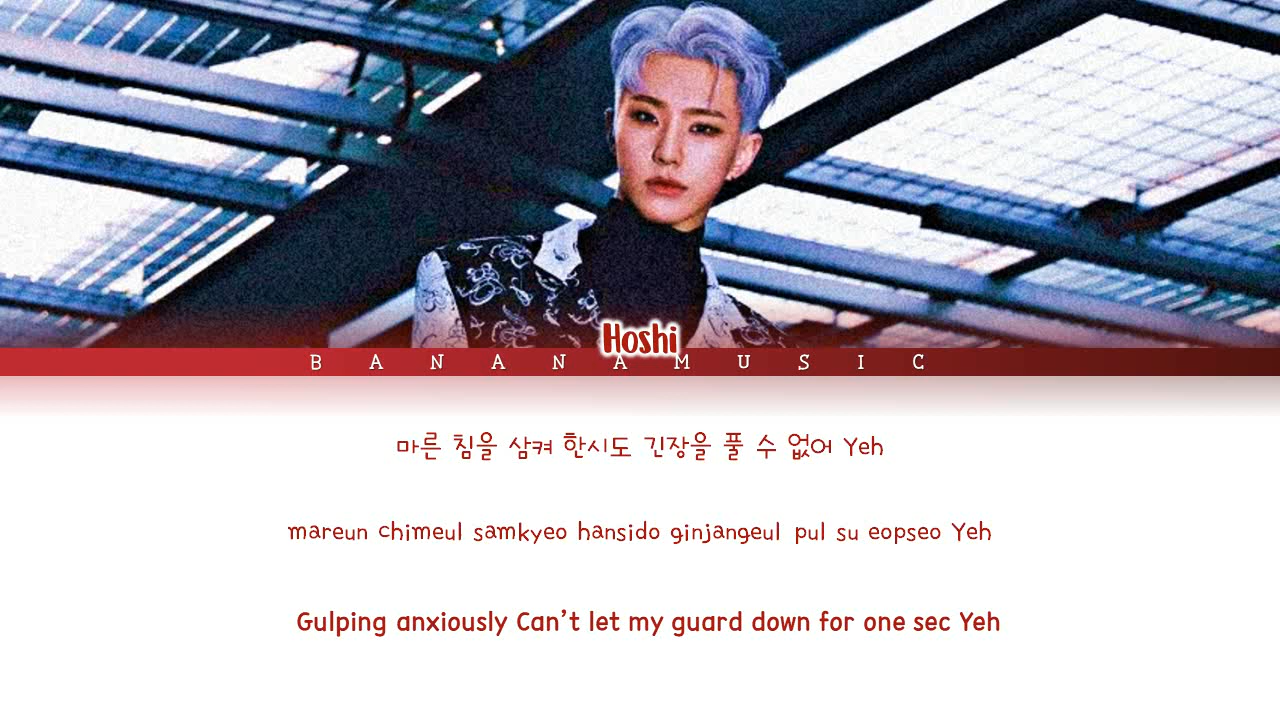 Hoshi
BANANA MUSIC
마른 침을 삼켜 한시도 긴장을 풀 수 없어 Yeh
mareun chimeul samkyeo hansido ginjangeul pul su eopseo Yeh
Gulping anxiously Can't let my guard down for one sec Yeh